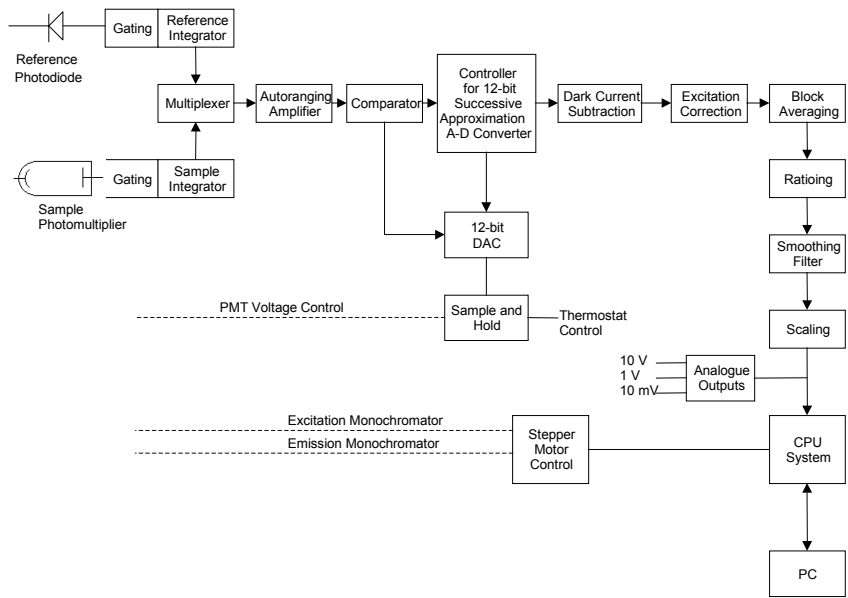 Reference
Photodiode
Gating
Reference
Integrator
Multiplexer
Autoranging
Amplifier
Comparator
Controller
for 12-bit
Successive
Approximation
A-D Converter
Dark Current
Subtraction
Excitation
Correction
Block
Averaging
Sample
Photomultiplier
Gating
Sample
Integrator
Ratioing
12-bit
DAC
Smoothing
Filter
PMT Voltage Control
Sample and
Hold
Thermostat
Control
Scaling
10 V
1 V
10 mV
Analogue
Outputs
Excitation Monochromator
Emission Monochromator
Stepper
Motor
Control
CPU
System
PC